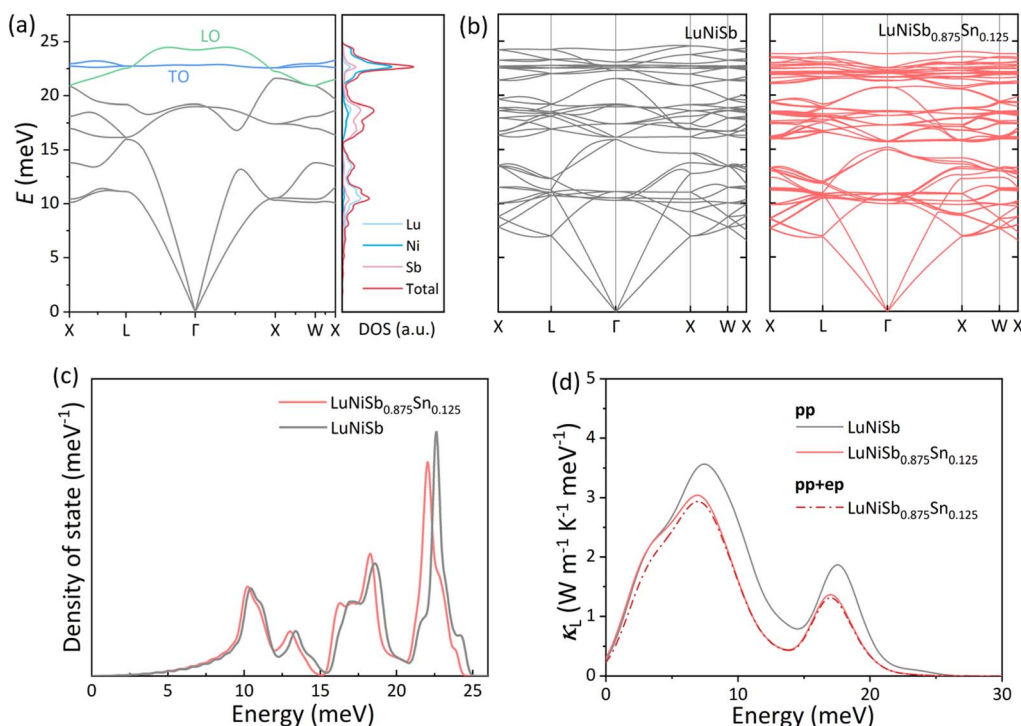 (a)
25
20
15
10
5
0
E (meV)
LO
TO
X L Γ X W X
Lu
Ni
Sb
Total
DOS (a.u.)
(b)
LuNiSb
X L Γ X W X
LuNiSb0.875Sn0.125
X L Γ X W X
(c)
Density of state (meV-1)
LuNiSb0.875Sn0.125
LuNiSb
0 5 10 15 20 25
Energy (meV)
(d)
5
4
3
2
1
0
κL (W m-1 K-1 meV-1)
pp
LuNiSb
LuNiSb0.875Sn0.125
pp+ep
LuNiSb0.875Sn0.125
0 10 20 30
Energy (meV)